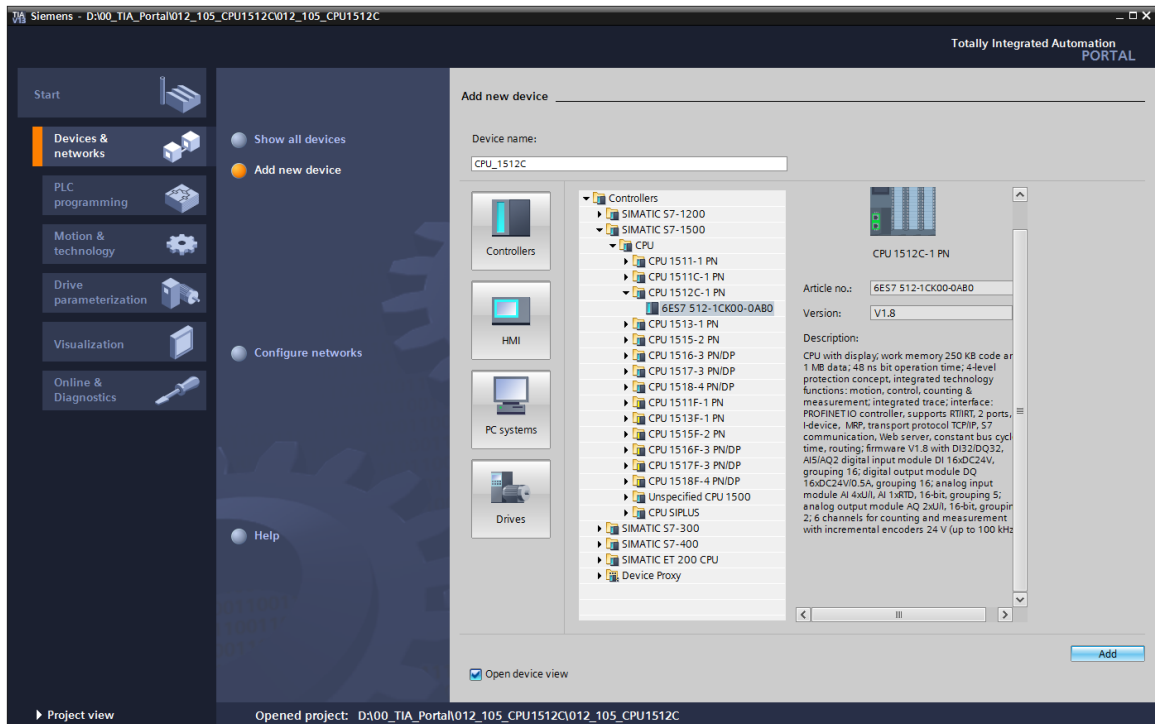 Siemens - D:\00_TIA_Portal\012_105_CPU1512C\012_105_CPU1512C
Totally Integrated Automation
PORTAL
Start
Devices &
networks
PLC
programming
Motion &
technology
Drive
parameterization
Visualization
Online &
Diagnostics
Show all devices
Add new device
Configure networks
Help
Add new device
Device name:
CPU_1512C
Controllers
HMI
PC systems
Drives
Controllers
SIMATIC S7-1200
SIMATIC S7-1500
CPU
CPU 1511-1 PN
CPU 1511C-1 PN
CPU 1512C-1 PN
6ES7 512-1CK00-0AB0
CPU 1513-1 PN
CPU 1515-2 PN
CPU 1516-3 PN/DP
CPU 1517-3 PN/DP
CPU 1518-4 PN/DP
CPU 1511F-1 PN
CPU 1513F-1 PN
CPU 1515F-2 PN
CPU 1516F-3 PN/DP
CPU 1517F-3 PN/DP
CPU 1518F-4 PN/DP
Unspecified CPU 1500
CPU SIPLUS
SIMATIC S7-300
SIMATIC S7-400
SIMATIC ET 200 CPU
Device Proxy
CPU 1512C-1 PN
Article no.: 6ES7 512-1CK00-0AB0
Version: V1.8
Description:
CPU with display; work memory 250 KB code ar
1 MB data; 48 ns bit operation time; 4-level
protection concept, integrated technology
functions: motion, control, counting &
measurement; integrated trace; interface:
PROFINET IO controller, supports RT/IRT, 2 ports,
I-device, MRP, transport protocol TCP/IP, S7
communication, Web server, constant bus cycl
time, routing; firmware V1.8 with DI32/DQ32,
AI5/AQ2 digital input module DI 16xDC24V,
grouping 16; digital output module DQ
16xDC24V/0.5A, grouping 16; analog input
module AI 4xU/I, AI 1xRTD, 16-bit, grouping 5;
analog output module AQ 2xU/I, 16-bit, groupir
2; 6 channels for counting and measurement
with incremental encoders 24 V (up to 100 kHz
Add
Open device view
Project view
Opened project: D:\00_TIA_Portal\012_105_CPU1512C\012_105_CPU1512C